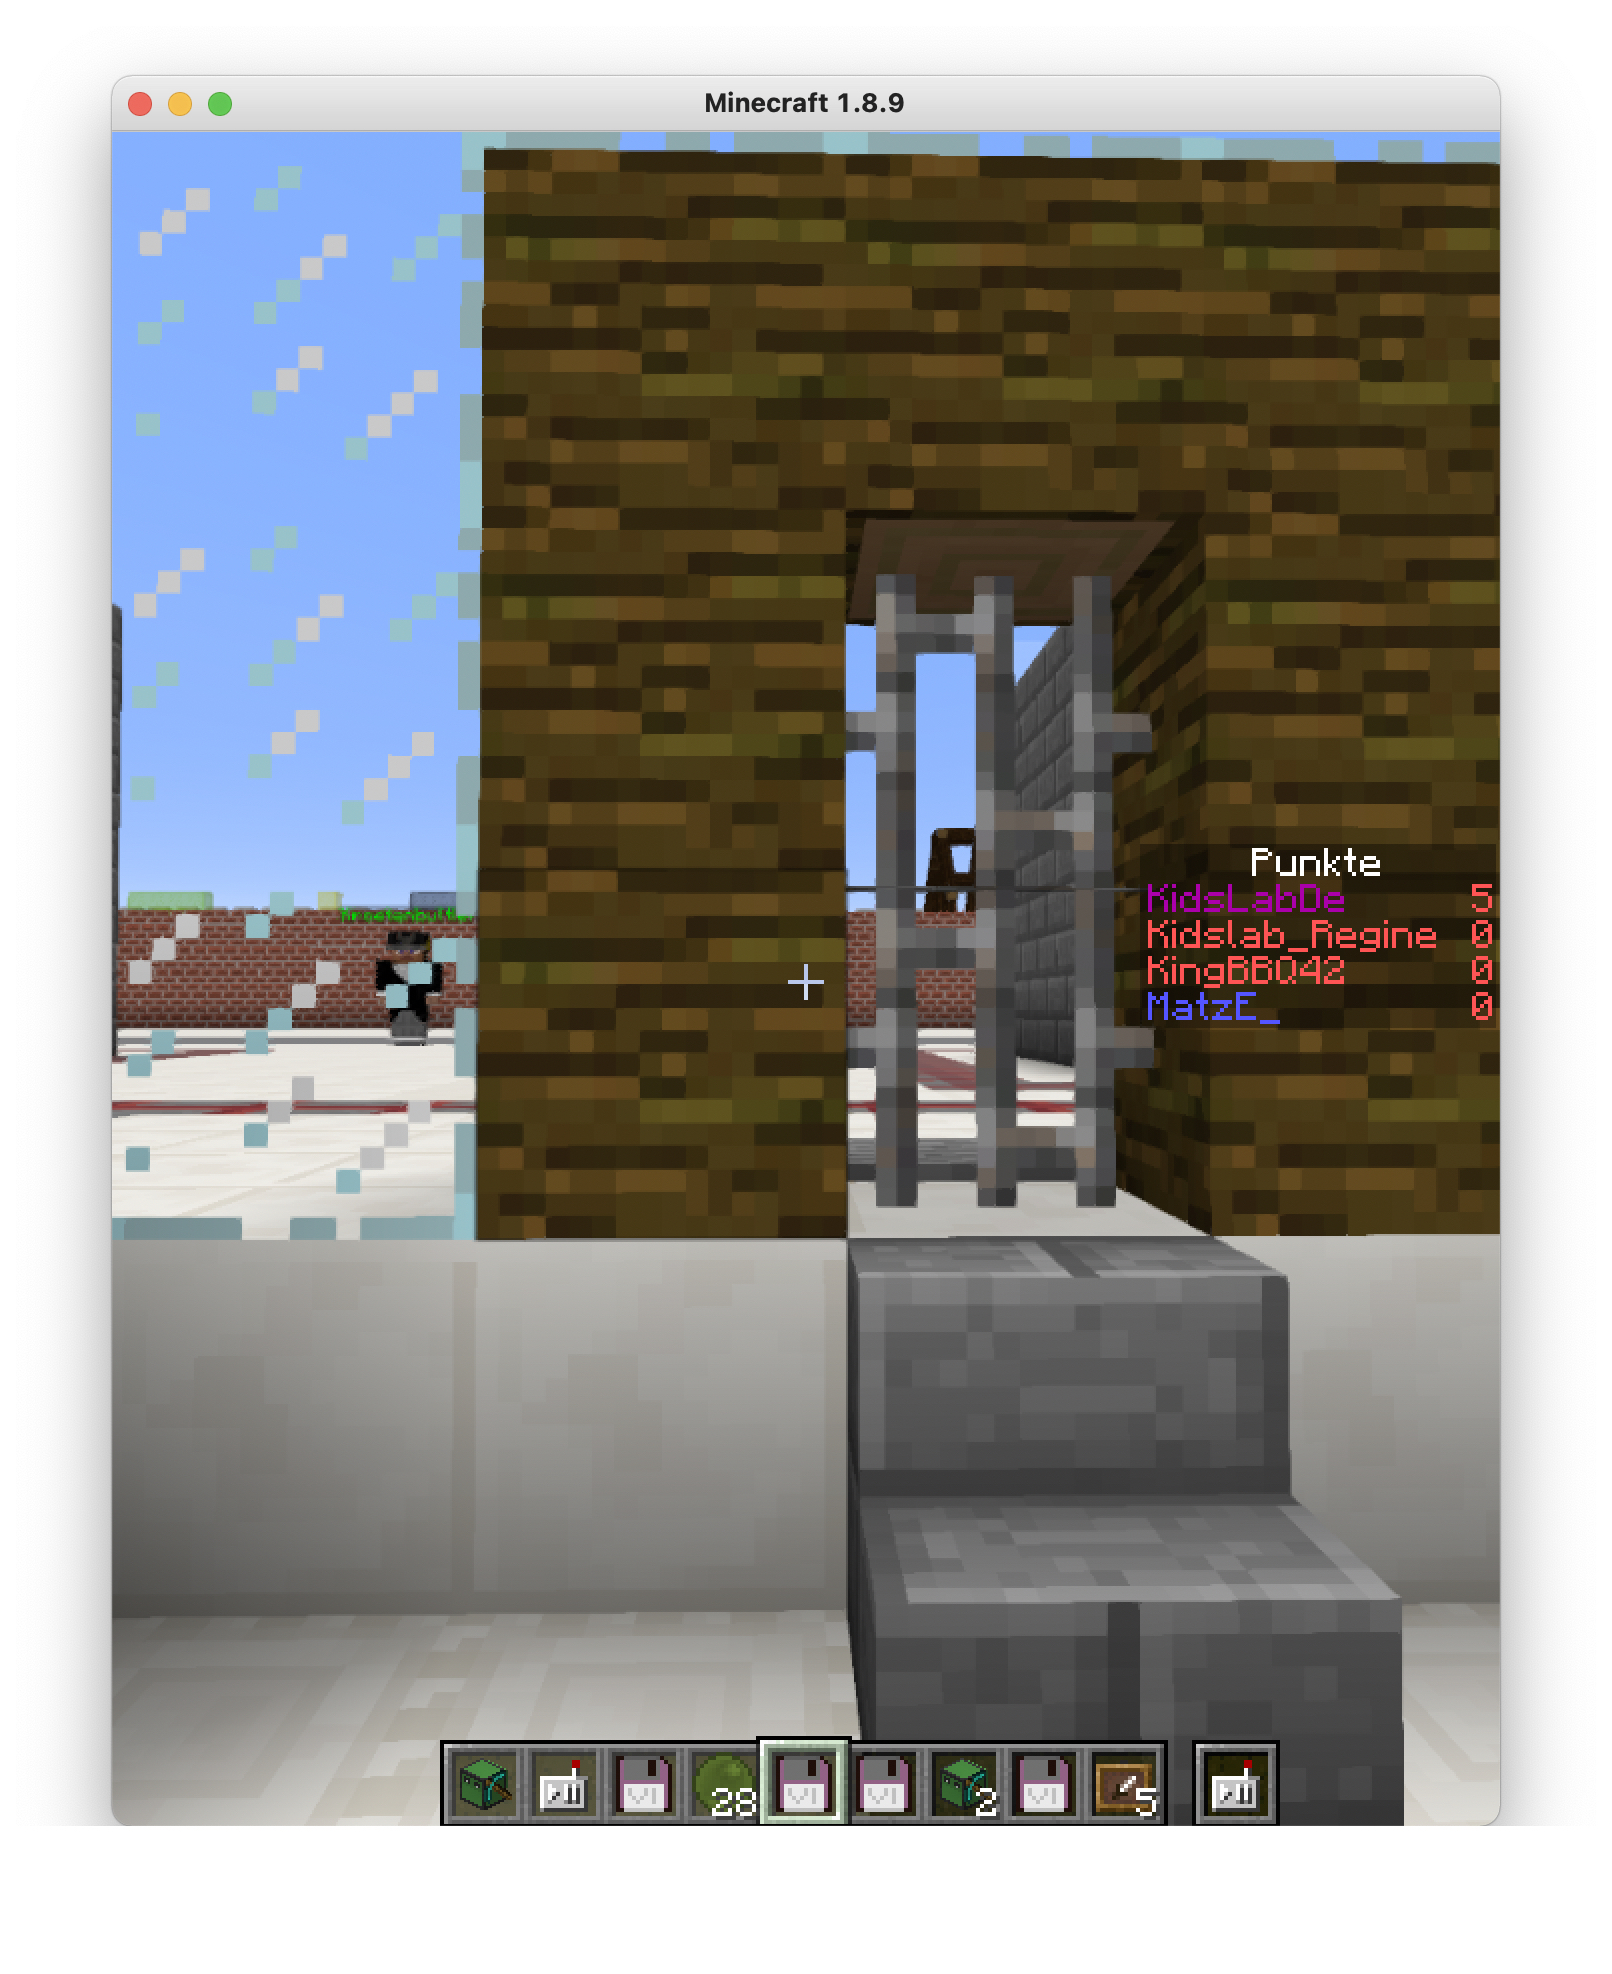 Minecraft 1.8.9
Punkte
KidsLabDe 5
Kidslab_Regine 0
KingBBQ42 0
MatzE_ 0
28
2
5